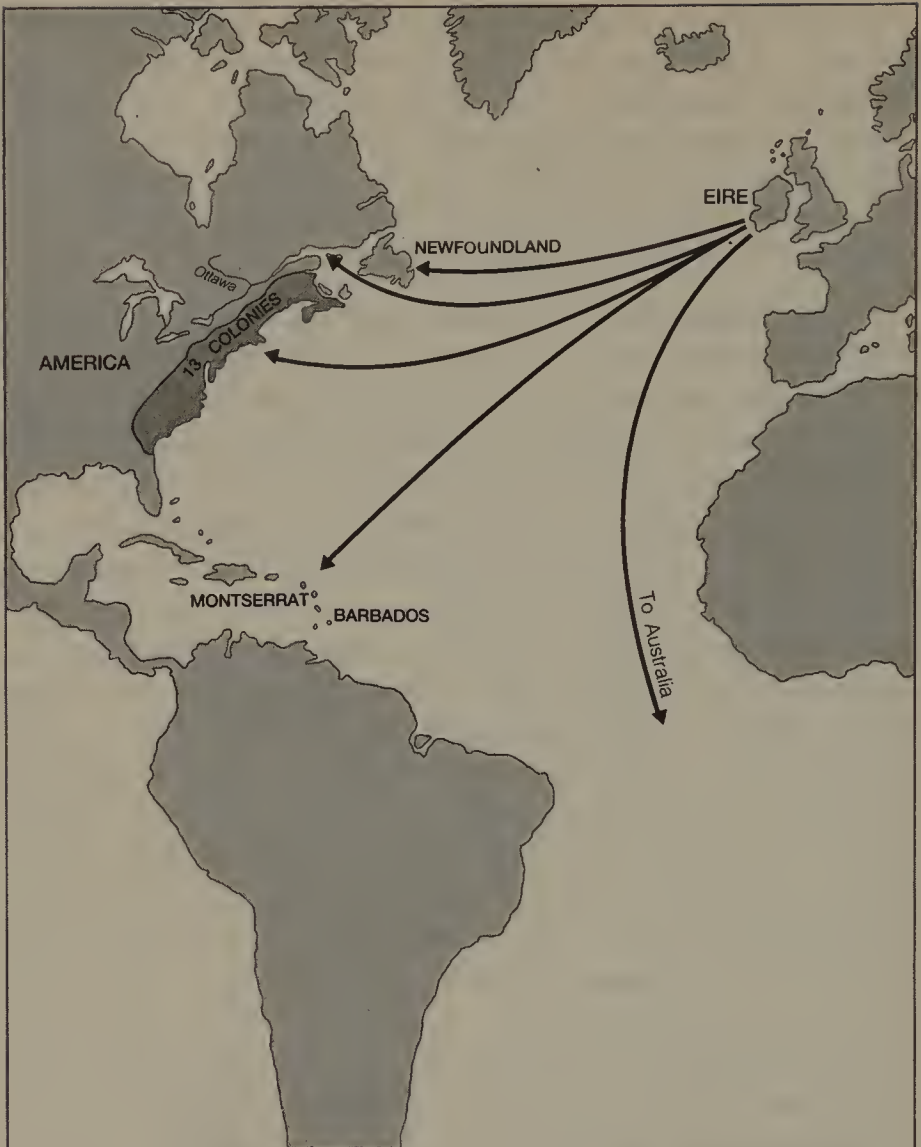 EIRE
NEWFOUNDLAND
Ottawa
13 COLONIES
AMERICA
MONTSERRAT
BARBADOS
To Australia